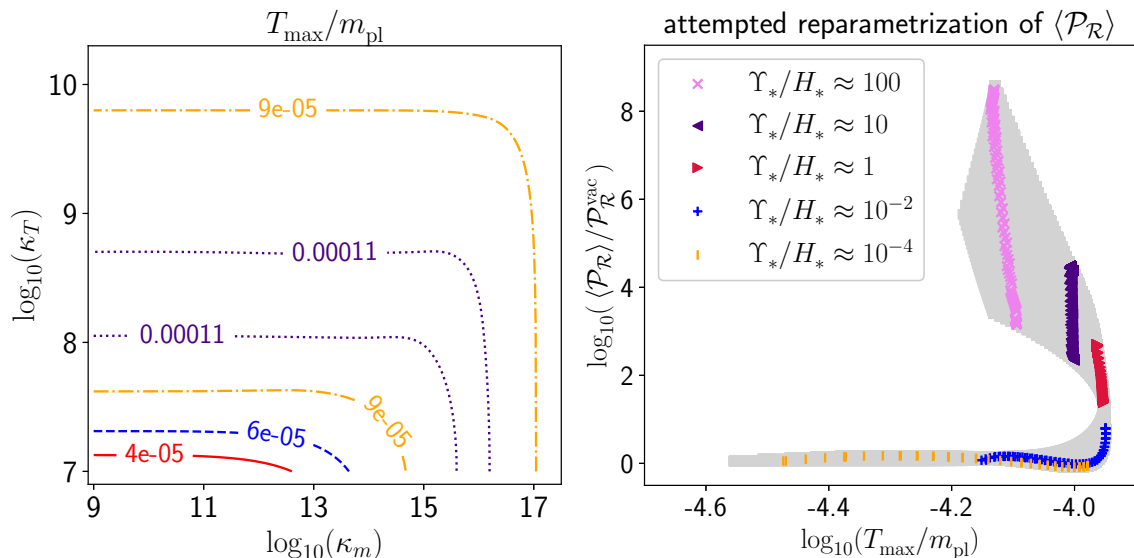 T_max/m_pl
10
9
8
7
9
11
13
15
17
log₁₀(κ_T)
log₁₀(κ_m)
9e-05
0.00011
0.00011
9e-05
6e-05
4e-05
attempted reparametrization of ⟨𝒫_ℛ⟩
Υ_*/H_* ≈ 100
Υ_*/H_* ≈ 10
Υ_*/H_* ≈ 1
Υ_*/H_* ≈ 10⁻²
Υ_*/H_* ≈ 10⁻⁴
8
6
4
2
0
-4.6
-4.4
-4.2
-4.0
log₁₀(⟨𝒫_ℛ⟩/𝒫_ℛ^vac)
log₁₀(T_max/m_pl)